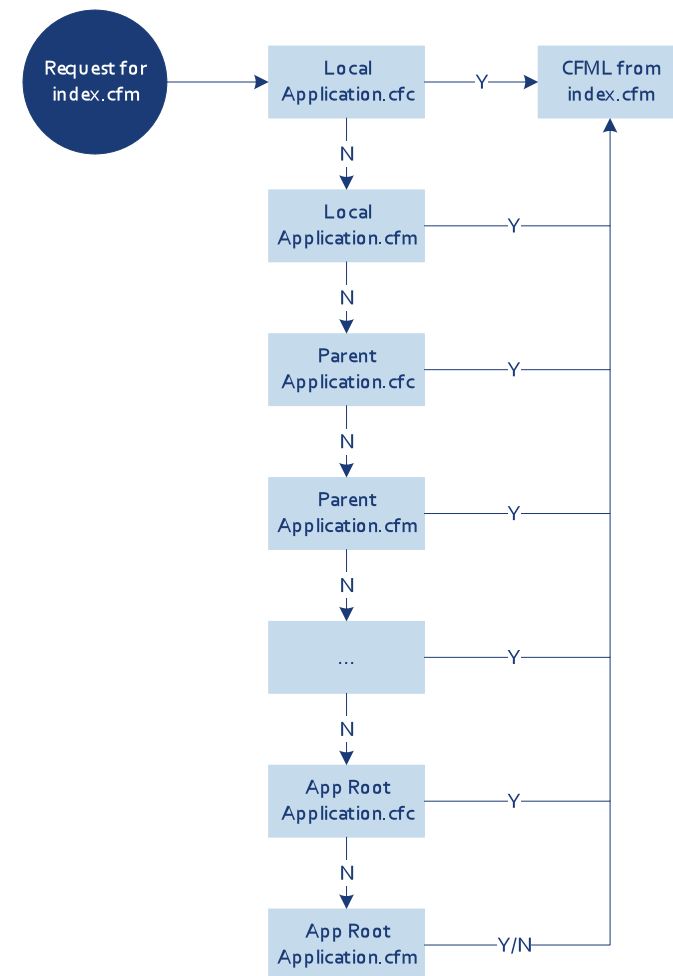 Request for
index.cfm
Local
Application.cfc
Y
CFML from
index.cfm
N
Local
Application.cfm
Y
N
Parent
Application.cfc
Y
N
Parent
Application.cfm
Y
N
...
Y
N
App Root
Application.cfc
Y
N
App Root
Application.cfm
Y/N